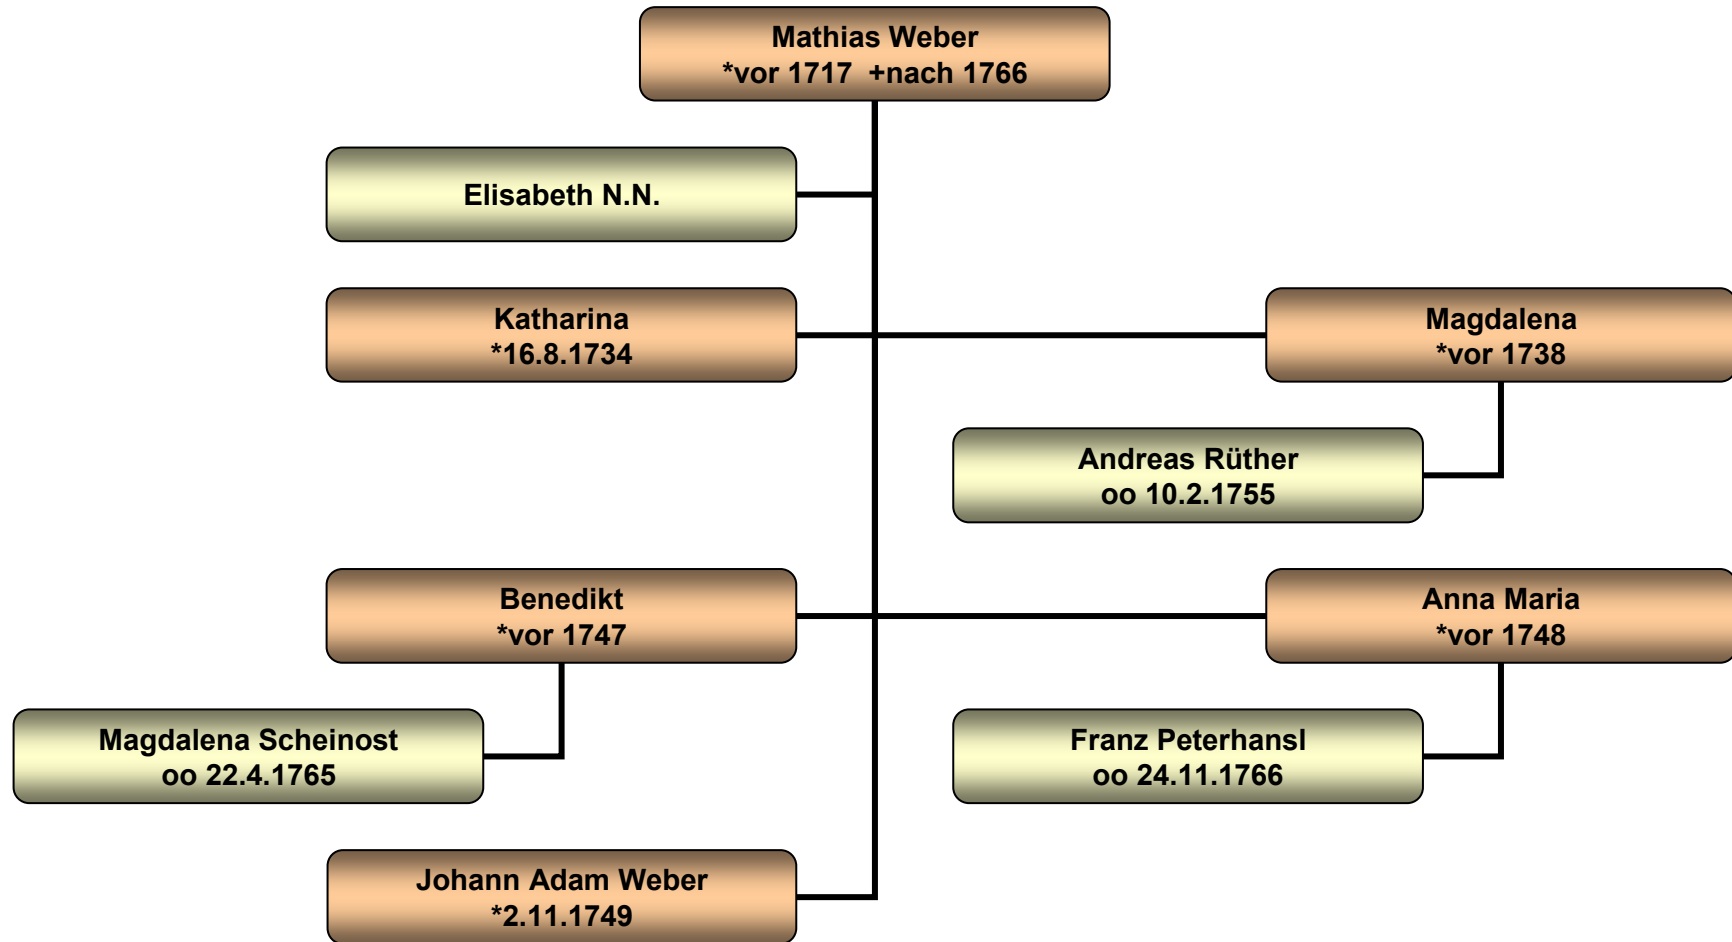 Mathias Weber
*vor 1717  +nach 1766
Elisabeth N.N.
Katharina
*16.8.1734
Magdalena
*vor 1738
Andreas Rüther
oo 10.2.1755
Benedikt
*vor 1747
Anna Maria
*vor 1748
Magdalena Scheinost
oo 22.4.1765
Franz Peterhansl
oo 24.11.1766
Johann Adam Weber
*2.11.1749